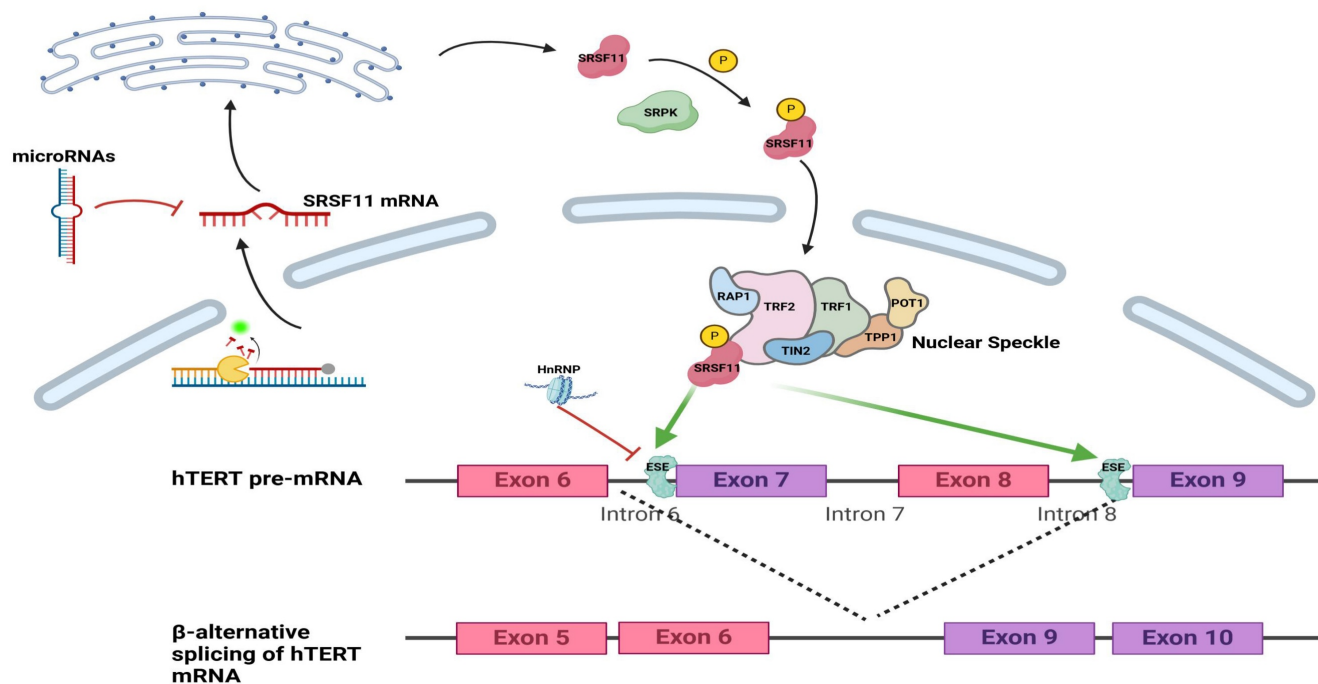 SRSF11
P
SRPK
P
SRSF11
microRNAs
SRSF11 mRNA
RAP1
TRF2
TRF1
POT1
TPP1
TIN2
Nuclear Speckle
P
SRSF11
HnRNP
hTERT pre-mRNA
Exon 6
ESE
Exon 7
Exon 8
ESE
Exon 9
Intron 6
Intron 7
Intron 8
β-alternative
splicing of hTERT
mRNA
Exon 5
Exon 6
Exon 9
Exon 10